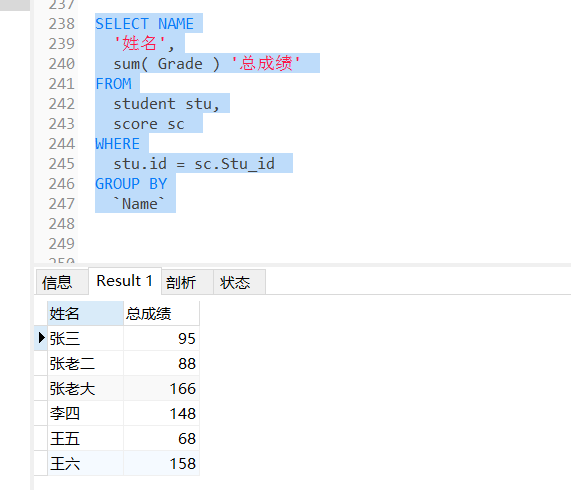 237
238 SELECT NAME
239 '姓名',
240 sum( Grade ) '总成绩'
241 FROM
242 student stu,
243 score sc
244 WHERE
245 stu.id = sc.Stu_id
246 GROUP BY
247 `Name`
248
249
250
信息 Result 1 剖析 状态
姓名 总成绩
张三 95
张老二 88
张老大 166
李四 148
王五 68
王六 158